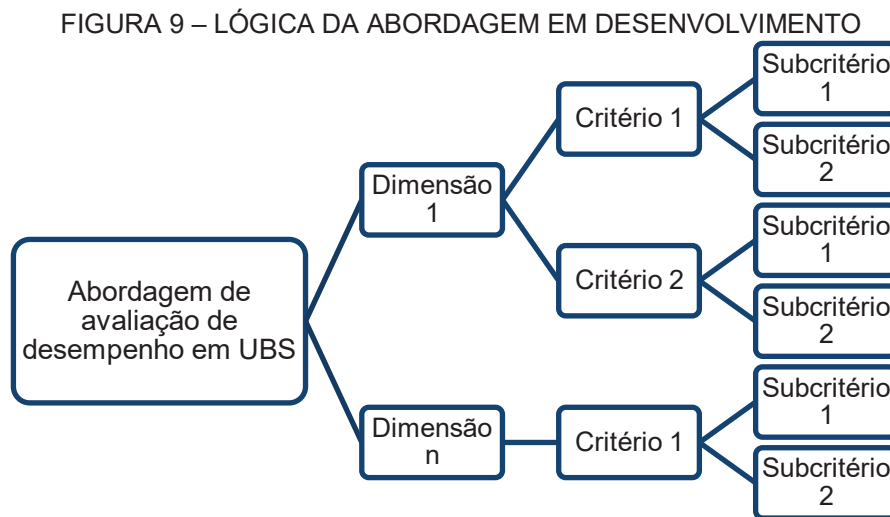 FIGURA 9 – LÓGICA DA ABORDAGEM EM DESENVOLVIMENTO
Abordagem de
avaliação de
desempenho em UBS
Dimensão
1
Critério 1
Subcritério
1
Subcritério
2
Critério 2
Subcritério
1
Subcritério
2
Dimensão
n
Critério 1
Subcritério
1
Subcritério
2